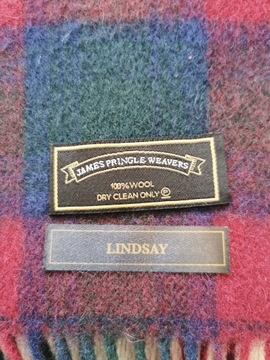 JAMES PRINGLE WEAVERS
100% WOOL
DRY CLEAN ONLY Ⓟ
LINDSAY